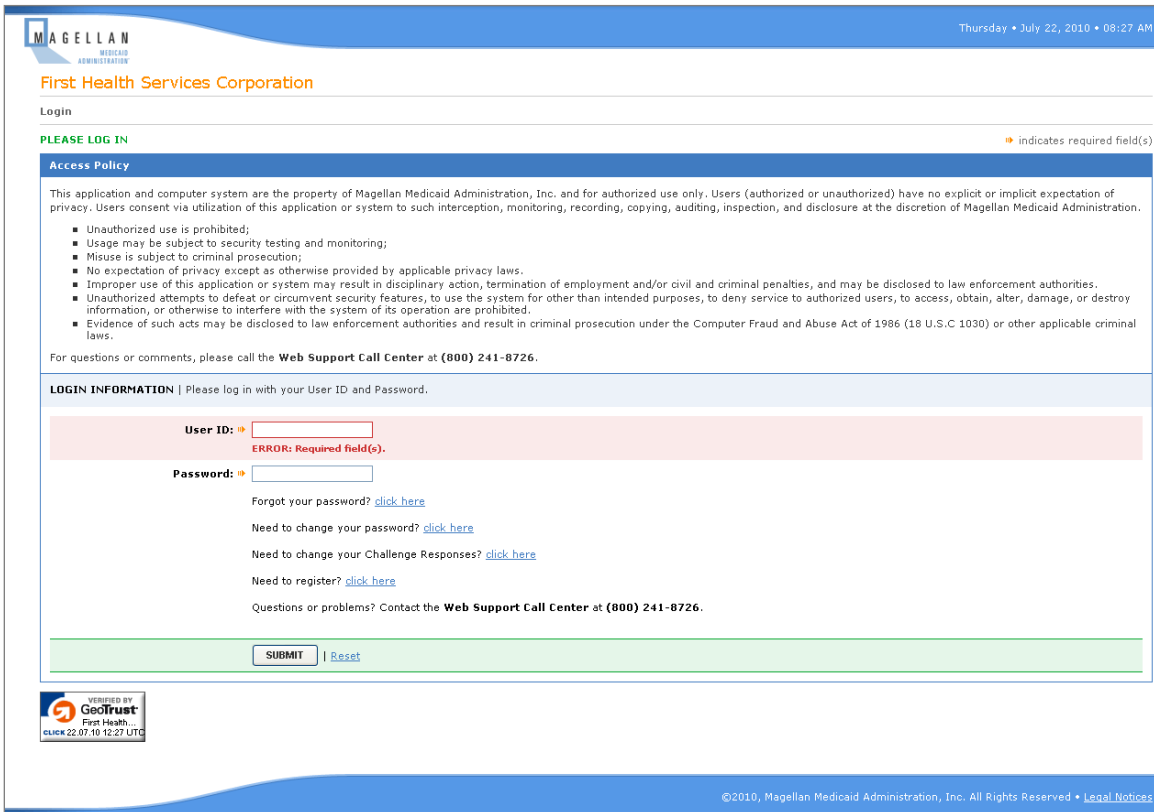 Thursday • July 22, 2010 • 08:27 AM
MAGELLAN
MEDICAID
ADMINISTRATION
First Health Services Corporation
Login
PLEASE LOG IN
indicates required field(s)
Access Policy
This application and computer system are the property of Magellan Medicaid Administration, Inc. and for authorized use only. Users (authorized or unauthorized) have no explicit or implicit expectation of
privacy. Users consent via utilization of this application or system to such interception, monitoring, recording, copying, auditing, inspection, and disclosure at the discretion of Magellan Medicaid Administration.
■ Unauthorized use is prohibited;
■ Usage may be subject to security testing and monitoring;
■ Misuse is subject to criminal prosecution;
■ No expectation of privacy except as otherwise provided by applicable privacy laws.
■ Improper use of this application or system may result in disciplinary action, termination of employment and/or civil and criminal penalties, and may be disclosed to law enforcement authorities.
■ Unauthorized attempts to defeat or circumvent security features, to use the system for other than intended purposes, to deny service to authorized users, to access, obtain, alter, damage, or destroy
information, or otherwise to interfere with the system of its operation are prohibited.
■ Evidence of such acts may be disclosed to law enforcement authorities and result in criminal prosecution under the Computer Fraud and Abuse Act of 1986 (18 U.S.C 1030) or other applicable criminal
laws.
For questions or comments, please call the Web Support Call Center at (800) 241-8726.
LOGIN INFORMATION | Please log in with your User ID and Password.
User ID:
ERROR: Required field(s).
Password:
Forgot your password? click here
Need to change your password? click here
Need to change your Challenge Responses? click here
Need to register? click here
Questions or problems? Contact the Web Support Call Center at (800) 241-8726.
SUBMIT | Reset
VERIFIED BY
GeoTrust
First Health...
CLICK 22.07.10 12:27 UTC
©2010, Magellan Medicaid Administration, Inc. All Rights Reserved • Legal Notices